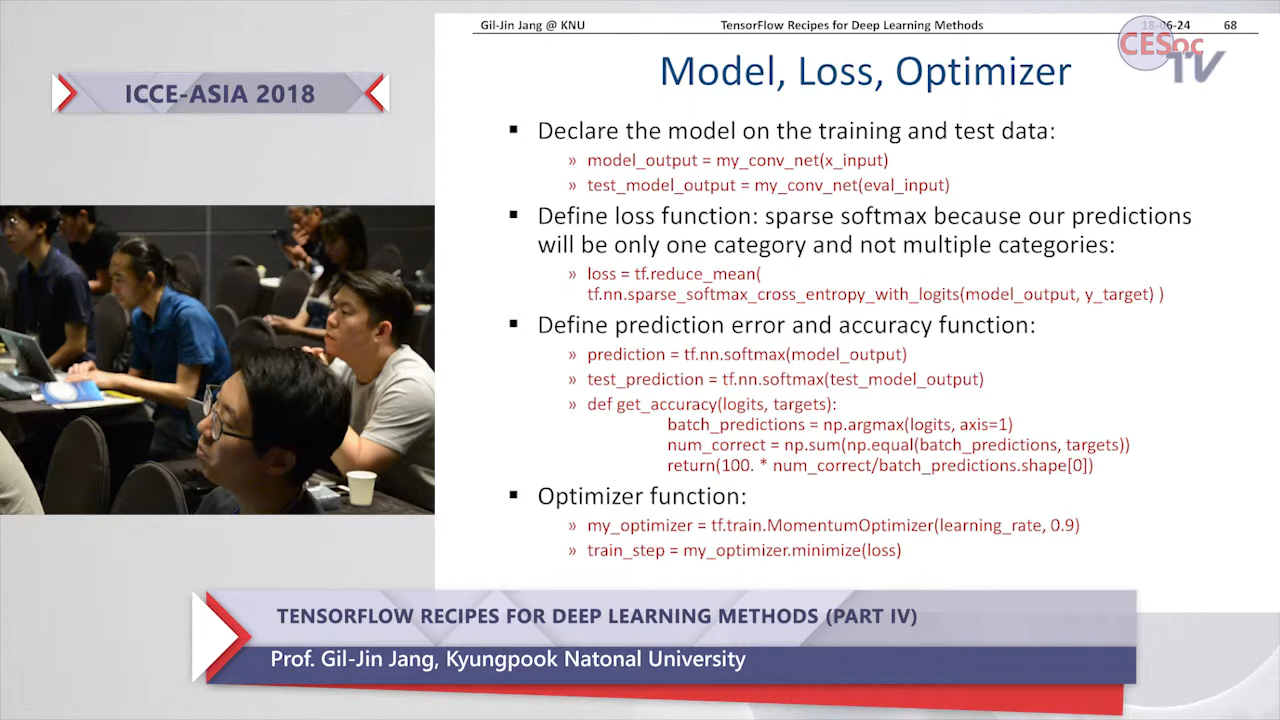 Gil-Jin Jang @ KNU TensorFlow Recipes for Deep Learning Methods 18-06-24 68
CESoc
TV
ICCE-ASIA 2018
Model, Loss, Optimizer
▪ Declare the model on the training and test data:
» model_output = my_conv_net(x_input)
» test_model_output = my_conv_net(eval_input)
▪ Define loss function: sparse softmax because our predictions
will be only one category and not multiple categories:
» loss = tf.reduce_mean(
tf.nn.sparse_softmax_cross_entropy_with_logits(model_output, y_target) )
▪ Define prediction error and accuracy function:
» prediction = tf.nn.softmax(model_output)
» test_prediction = tf.nn.softmax(test_model_output)
» def get_accuracy(logits, targets):
batch_predictions = np.argmax(logits, axis=1)
num_correct = np.sum(np.equal(batch_predictions, targets))
return(100. * num_correct/batch_predictions.shape[0])
▪ Optimizer function:
» my_optimizer = tf.train.MomentumOptimizer(learning_rate, 0.9)
» train_step = my_optimizer.minimize(loss)
TENSORFLOW RECIPES FOR DEEP LEARNING METHODS (PART IV)
Prof. Gil-Jin Jang, Kyungpook Natonal University